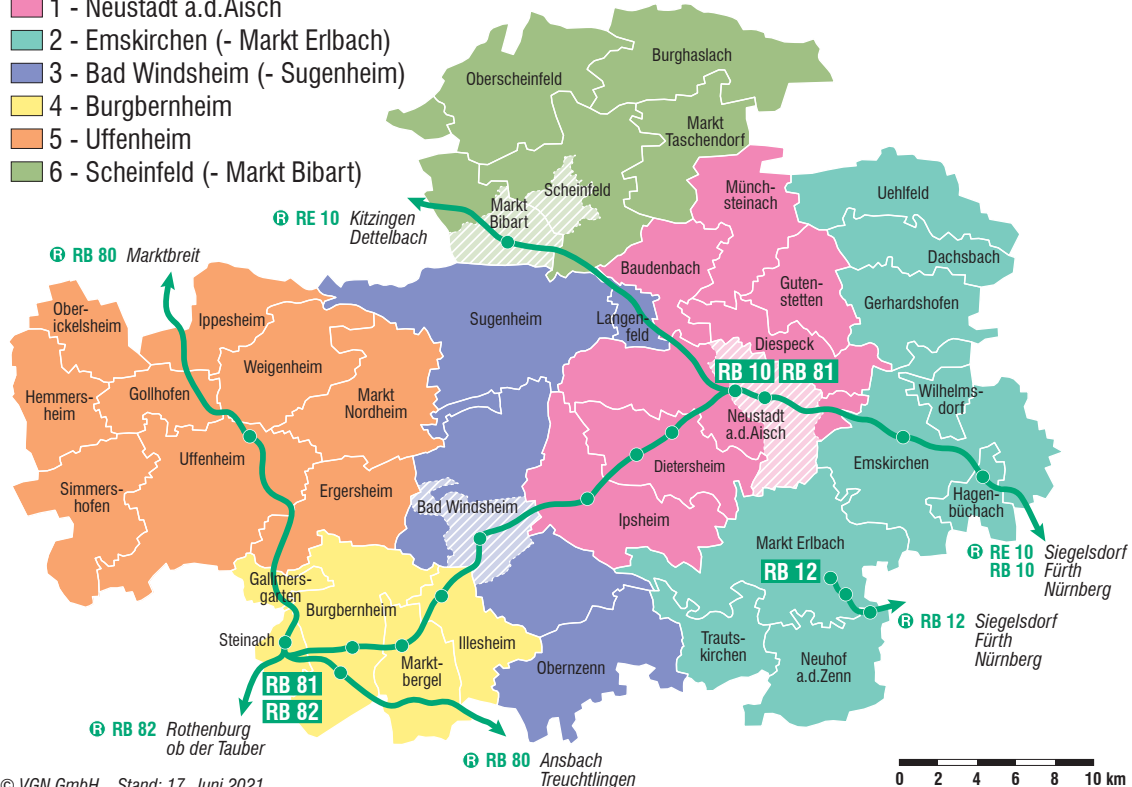 1 - Neustadt a.d.Aisch
2 - Emskirchen (- Markt Erlbach)
3 - Bad Windsheim (- Sugenheim)
4 - Burgbernheim
5 - Uffenheim
6 - Scheinfeld (- Markt Bibart)
Burghaslach
Oberscheinfeld
Markt
Taschendorf
Scheinfeld
Münch-
steinach
Uehlfeld
Markt
Bibart
R RE 10 Kitzingen
Dettelbach
R RB 80 Marktbreit
Dachsbach
Baudenbach
Guten-
stetten
Gerhardshofen
Ober-
ickelsheim
Ippesheim
Sugenheim
Langen-
feld
Diespeck
Weigenheim
RB 10 RB 81
Gollhofen
Hemmers-
heim
Markt
Nordheim
Wilhelms-
dorf
Neustadt
a.d.Aisch
Uffenheim
Dietersheim
Emskirchen
Simmers-
hofen
Ergersheim
Bad Windsheim
Hagen-
büchach
Ipsheim
Markt Erlbach
RB 12
R RE 10 Siegelsdorf
RB 10 Fürth
Nürnberg
Gallmers-
garten
Burgbernheim
R RB 12 Siegelsdorf
Fürth
Nürnberg
Steinach
Illesheim
Trauts-
kirchen
Markt-
bergel
Obernzenn
Neuhof
a.d.Zenn
RB 81
RB 82
R RB 82 Rothenburg
ob der Tauber
R RB 80 Ansbach
Treuchtlingen
0 2 4 6 8 10 km
© VGN GmbH Stand: 17. Juni 2021